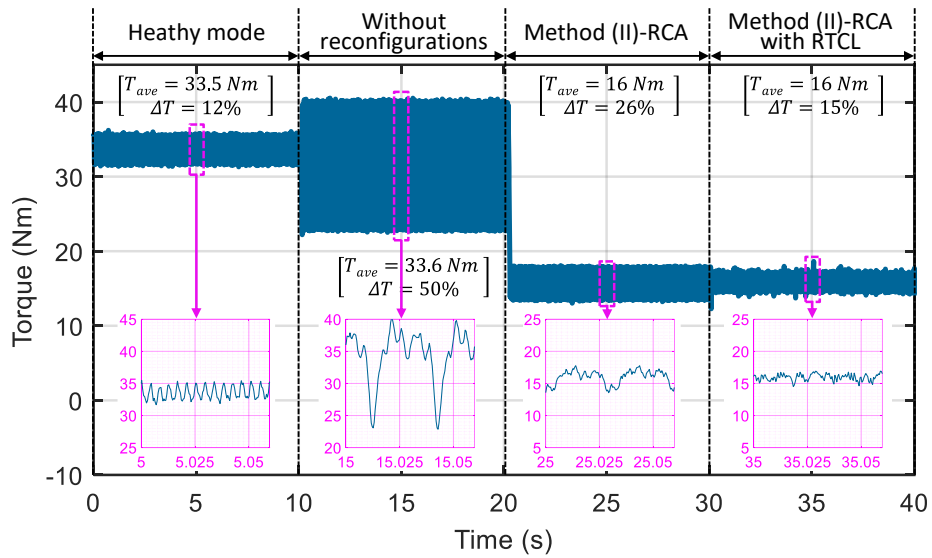 Heathy mode
Without
reconfigurations
Method (II)-RCA
Method (II)-RCA
with RTCL
[T_ave = 33.5 Nm
ΔT = 12%]
[T_ave = 33.6 Nm
ΔT = 50%]
[T_ave = 16 Nm
ΔT = 26%]
[T_ave = 16 Nm
ΔT = 15%]
Torque (Nm)
40
30
20
10
0
-10
45
40
35
30
25
5 5.025 5.05
40
35
30
25
20
15 15.025 15.05
25
20
15
10
5
25 25.025 25.05
25
20
15
10
5
35 35.025 35.05
0 5 10 15 20 25 30 35 40
Time (s)